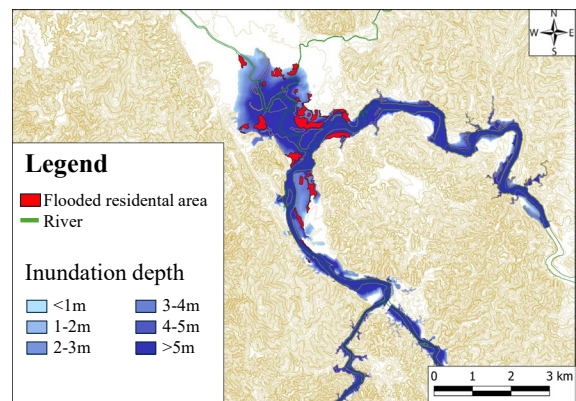 N
W E
S
Legend
Flooded residental area
River
Inundation depth
<1m 3-4m
1-2m 4-5m
2-3m >5m
0 1 2 3 km